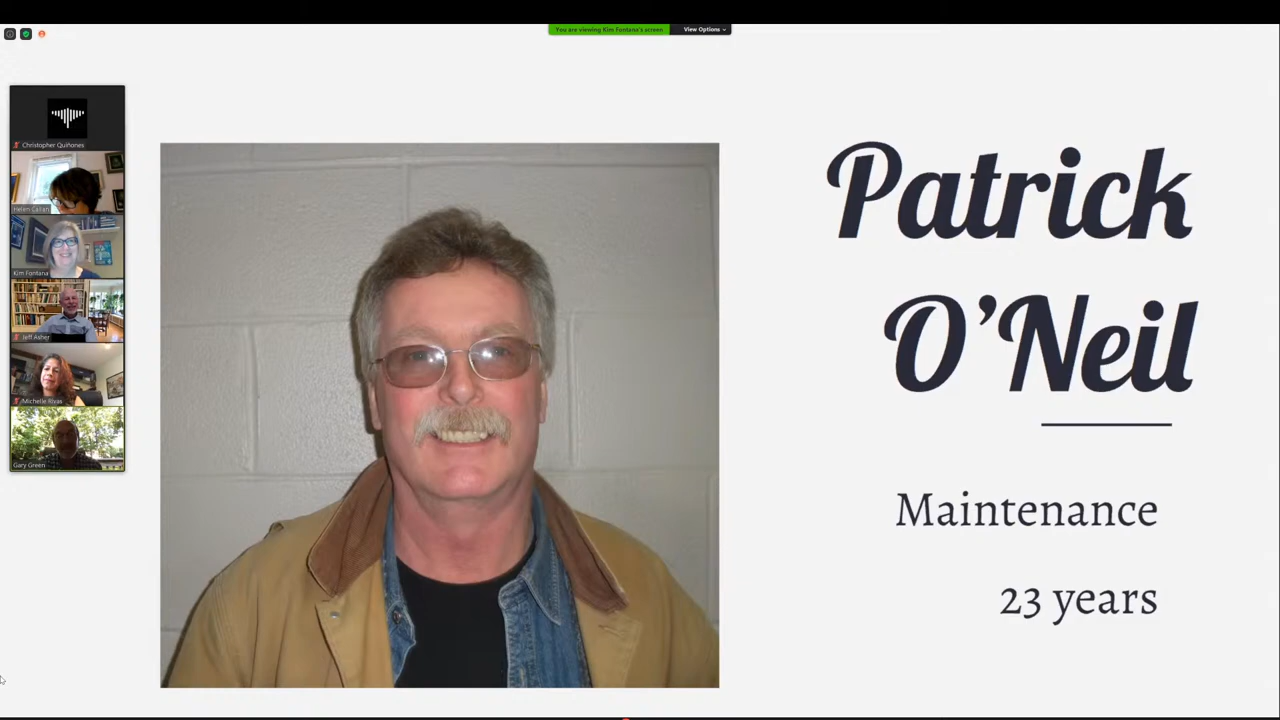 You are viewing Kim Fontana's screen
View Options
Christopher Quiñones
Helen Callan
Kim Fontana
Jeff Asher
Michelle Rivas
Gary Green
Patrick
O'Neil
Maintenance
23 years